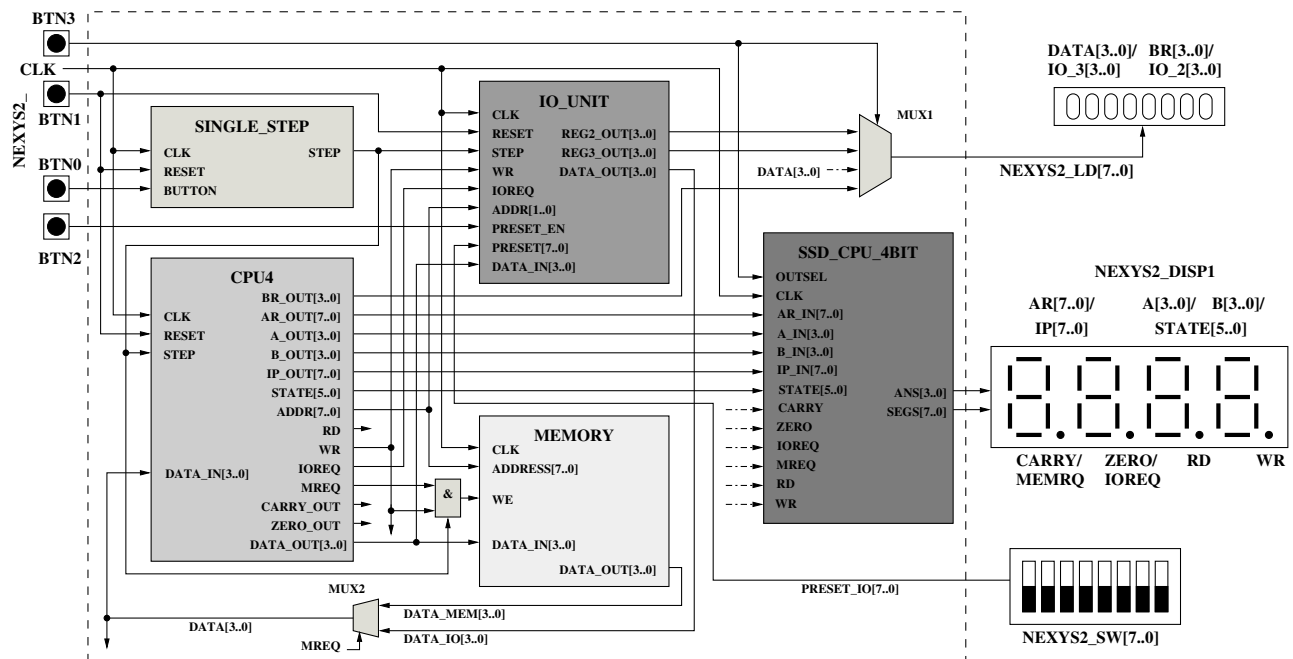 BTN3
CLK
NEXYS2_
BTN1
BTN0
BTN2
SINGLE_STEP
CLK
RESET
BUTTON
STEP
IO_UNIT
CLK
RESET
STEP
WR
IOREQ
ADDR[1..0]
PRESET_EN
PRESET[7..0]
DATA_IN[3..0]
REG2_OUT[3..0]
REG3_OUT[3..0]
DATA_OUT[3..0]
MUX1
DATA[3..0]
DATA[3..0]/ BR[3..0]/
IO_3[3..0] IO_2[3..0]
NEXYS2_LD[7..0]
CPU4
CLK
RESET
STEP
DATA_IN[3..0]
BR_OUT[3..0]
AR_OUT[7..0]
A_OUT[3..0]
B_OUT[3..0]
IP_OUT[7..0]
STATE[5..0]
ADDR[7..0]
RD
WR
IOREQ
MREQ
CARRY_OUT
ZERO_OUT
DATA_OUT[3..0]
&
MEMORY
CLK
ADDRESS[7..0]
WE
DATA_IN[3..0]
DATA_OUT[3..0]
SSD_CPU_4BIT
OUTSEL
CLK
AR_IN[7..0]
A_IN[3..0]
B_IN[3..0]
IP_IN[7..0]
STATE[5..0]
CARRY
ZERO
IOREQ
MREQ
RD
WR
ANS[3..0]
SEGS[7..0]
NEXYS2_DISP1
AR[7..0]/ A[3..0]/ B[3..0]/
IP[7..0] STATE[5..0]
CARRY/ ZERO/ RD WR
MEMRQ IOREQ
MUX2
DATA[3..0]
MREQ
DATA_MEM[3..0]
DATA_IO[3..0]
PRESET_IO[7..0]
NEXYS2_SW[7..0]